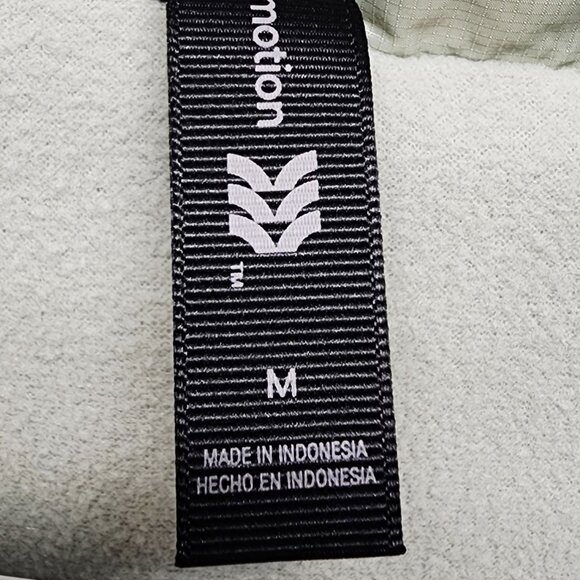 motion
TM
M
MADE IN INDONESIA
HECHO EN INDONESIA